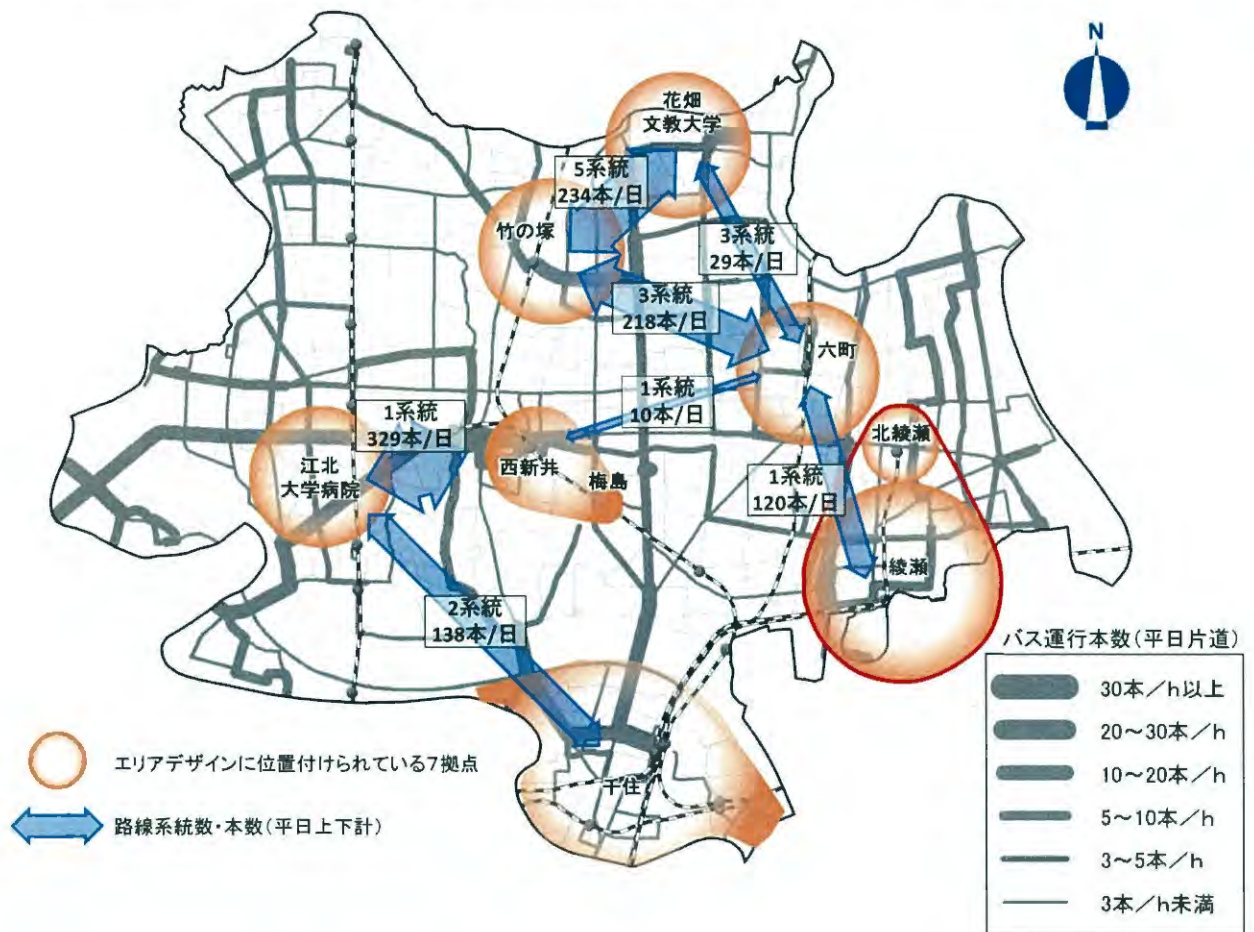 N
花畑
文教大学
5系統
234本/日
竹の塚
3系統
29本/日
3系統
218本/日
六町
1系統
10本/日
1系統
329本/日
北綾瀬
江北
大学病院
西新井
梅島
1系統
120本/日
綾瀬
2系統
138本/日
千住
バス運行本数(平日片道)
30本/h以上
20~30本/h
10~20本/h
5~10本/h
3~5本/h
3本/h未満
エリアデザインに位置付けられている7拠点
路線系統数・本数(平日上下計)